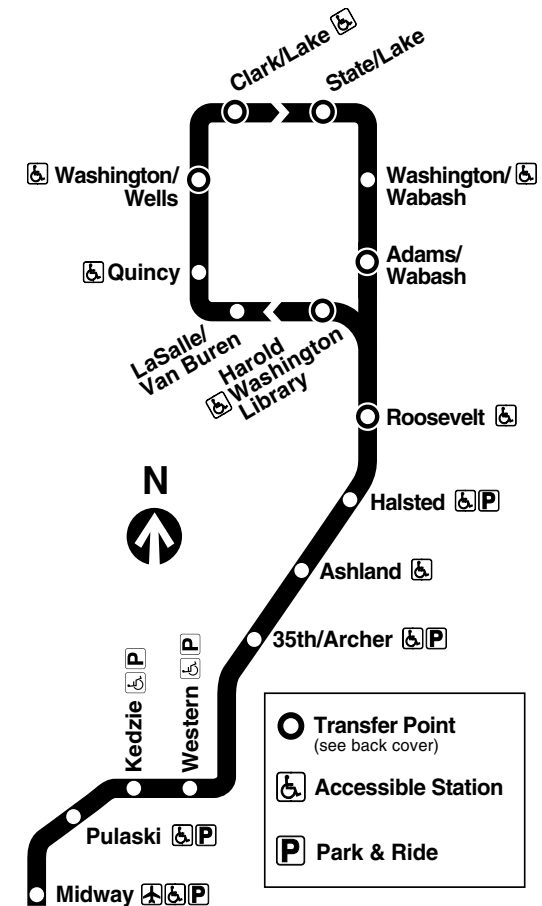 Clark/Lake
State/Lake
Washington/
Wells
Washington/
Wabash
Quincy
Adams/
Wabash
LaSalle/
Van Buren
Harold
Washington
Library
Roosevelt
N
Halsted P
Ashland
35th/Archer P
Kedzie P
Western P
Transfer Point
(see back cover)
Accessible Station
P Park & Ride
Pulaski P
Midway P